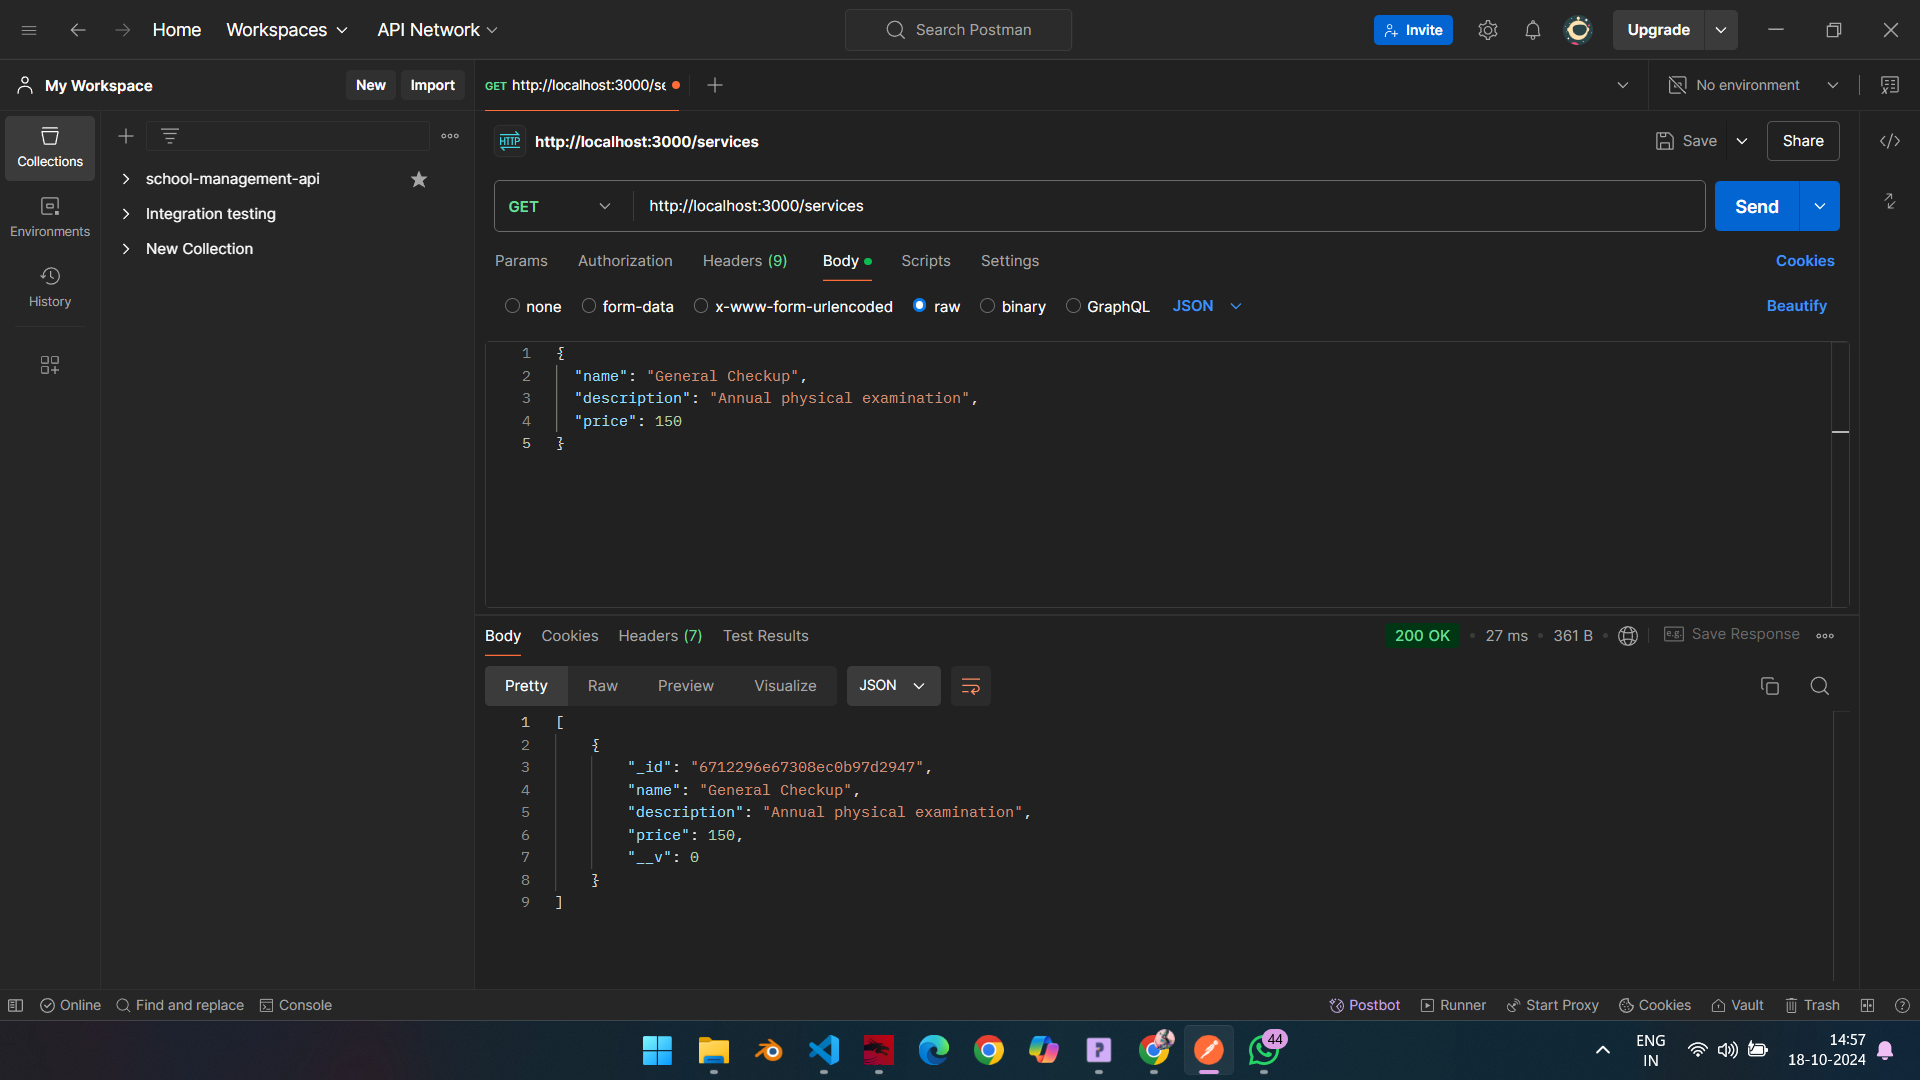 Home Workspaces API Network Search Postman Invite Upgrade
My Workspace New Import GET http://localhost:3000/se No environment
Collections
Environments
History
school-management-api
Integration testing
New Collection
HTTP http://localhost:3000/services Save Share
GET http://localhost:3000/services Send
Params Authorization Headers (9) Body Scripts Settings Cookies
none form-data x-www-form-urlencoded raw binary GraphQL JSON Beautify
1 {
2 "name": "General Checkup",
3 "description": "Annual physical examination",
4 "price": 150
5 }
Body Cookies Headers (7) Test Results 200 OK 27 ms 361 B e.g. Save Response
Pretty Raw Preview Visualize JSON
1 [
2 {
3 "_id": "6712296e67308ec0b97d2947",
4 "name": "General Checkup",
5 "description": "Annual physical examination",
6 "price": 150,
7 "__v": 0
8 }
9 ]
Online Find and replace Console Postbot Runner Start Proxy Cookies Vault Trash
44
ENG
IN
14:57
18-10-2024